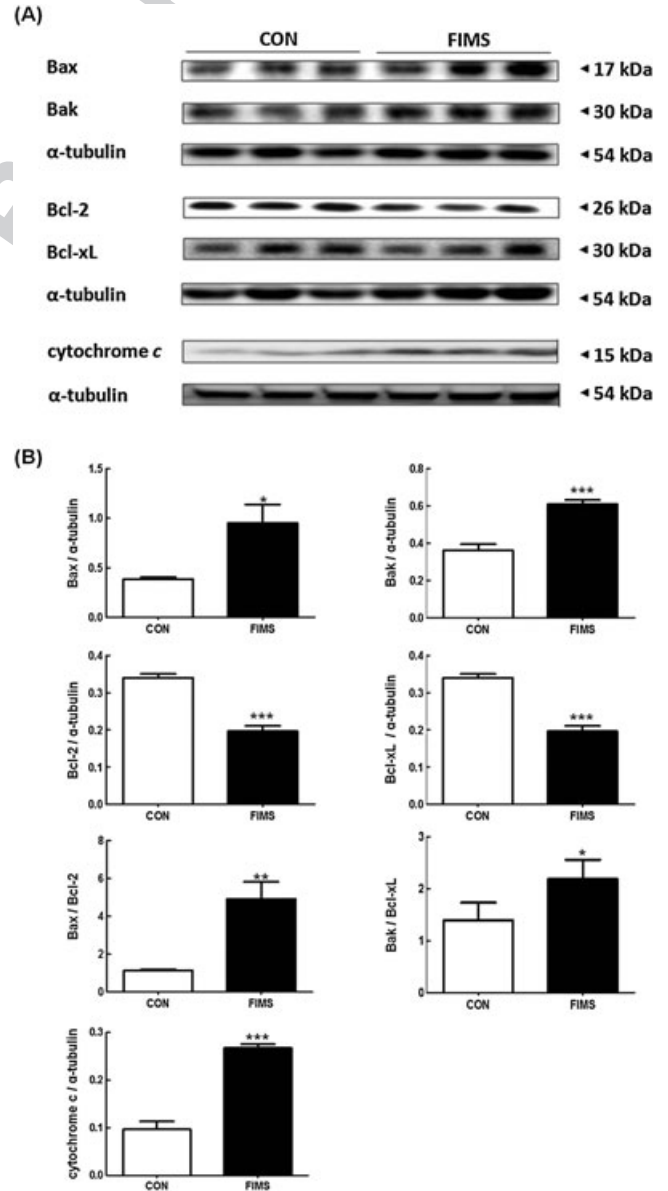 (A)
CON FIMS
Bax ◄17 kDa
Bak ◄30 kDa
α-tubulin ◄54 kDa
Bcl-2 ◄26 kDa
Bcl-xL ◄30 kDa
α-tubulin ◄54 kDa
cytochrome c ◄15 kDa
α-tubulin ◄54 kDa
(B)
Bax / α-tubulin
1.5
1.0
0.5
0.0
*
CON FIMS
Bak / α-tubulin
0.8
0.6
0.4
0.2
0.0
***
CON FIMS
Bcl-2 / α-tubulin
0.4
0.3
0.2
0.1
0.0
***
CON FIMS
Bcl-xL / α-tubulin
0.4
0.3
0.2
0.1
0.0
***
CON FIMS
Bax / Bcl-2
8
6
4
2
0
**
CON FIMS
Bak / Bcl-xL
3
2
1
0
*
CON FIMS
cytochrome c / α-tubulin
0.3
0.2
0.1
0.0
***
CON FIMS